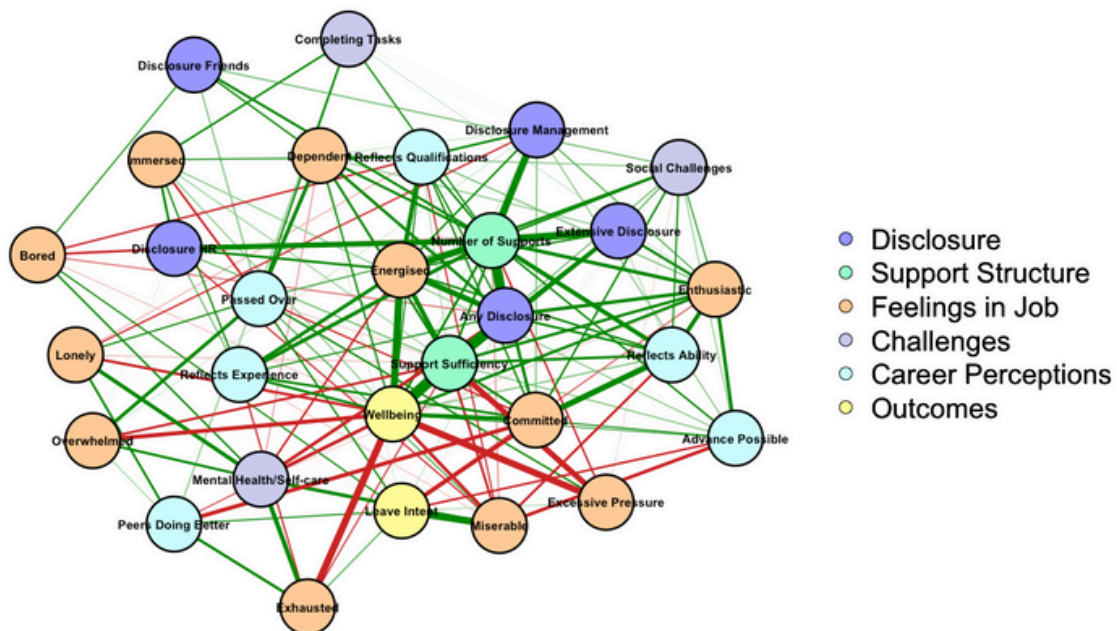 Completing Tasks
Disclosure Friends
Disclosure Management
Immersed
Dependent
Reflects Qualifications
Social Challenges
Bored
Disclosure HR
Number of Supports
Extensive Disclosure
Energised
Passed Over
Enthusiastic
Any Disclosure
Lonely
Reflects Experience
Support Sufficiency
Reflects Ability
Wellbeing
Committed
Overwhelmed
Advance Possible
Mental Health/Self-care
Peers Doing Better
Leave Intent
Miserable
Excessive Pressure
Exhausted
Disclosure
Support Structure
Feelings in Job
Challenges
Career Perceptions
Outcomes